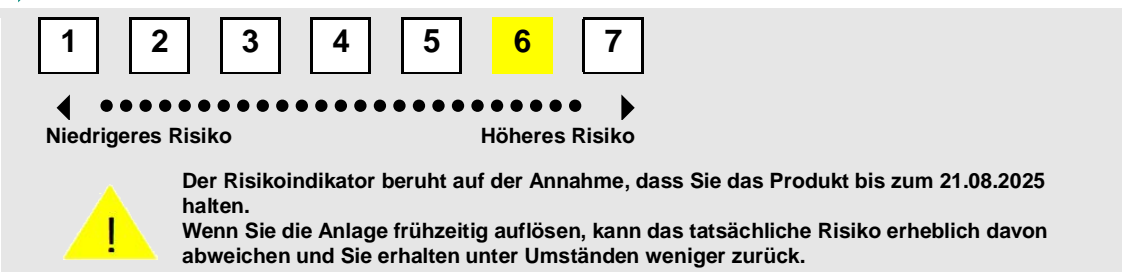 1 2 3 4 5 6 7
Niedrigeres Risiko Höheres Risiko
Der Risikoindikator beruht auf der Annahme, dass Sie das Produkt bis zum 21.08.2025
halten.
!
Wenn Sie die Anlage frühzeitig auflösen, kann das tatsächliche Risiko erheblich davon
abweichen und Sie erhalten unter Umständen weniger zurück.